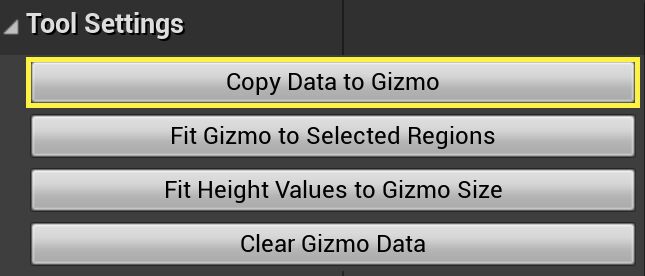 Tool Settings
Copy Data to Gizmo
Fit Gizmo to Selected Regions
Fit Height Values to Gizmo Size
Clear Gizmo Data